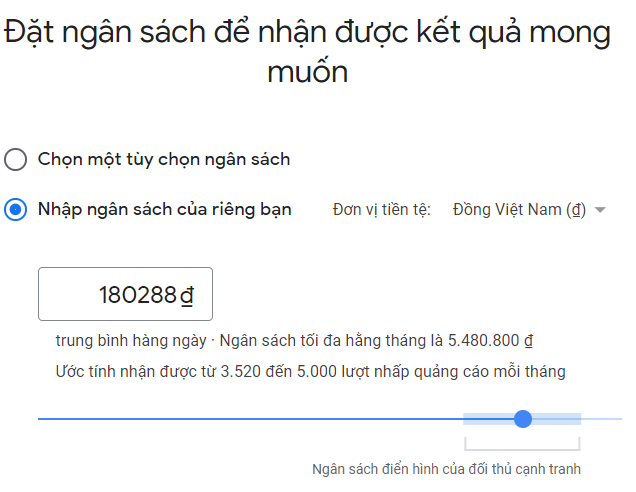 Đặt ngân sách để nhận được kết quả mong
muốn
Chọn một tùy chọn ngân sách
Nhập ngân sách của riêng bạn Đơn vị tiền tệ: Đồng Việt Nam (₫)
180288₫
trung bình hàng ngày · Ngân sách tối đa hằng tháng là 5.480.800 ₫
Ước tính nhận được từ 3.520 đến 5.000 lượt nhấp quảng cáo mỗi tháng
Ngân sách điển hình của đối thủ cạnh tranh